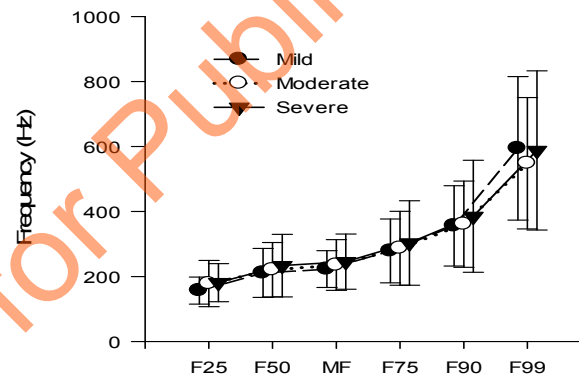 1000
800
600
400
200
0
Frequency (Hz)
Mild
Moderate
Severe
F25 F50 MF F75 F90 F99
for Publi